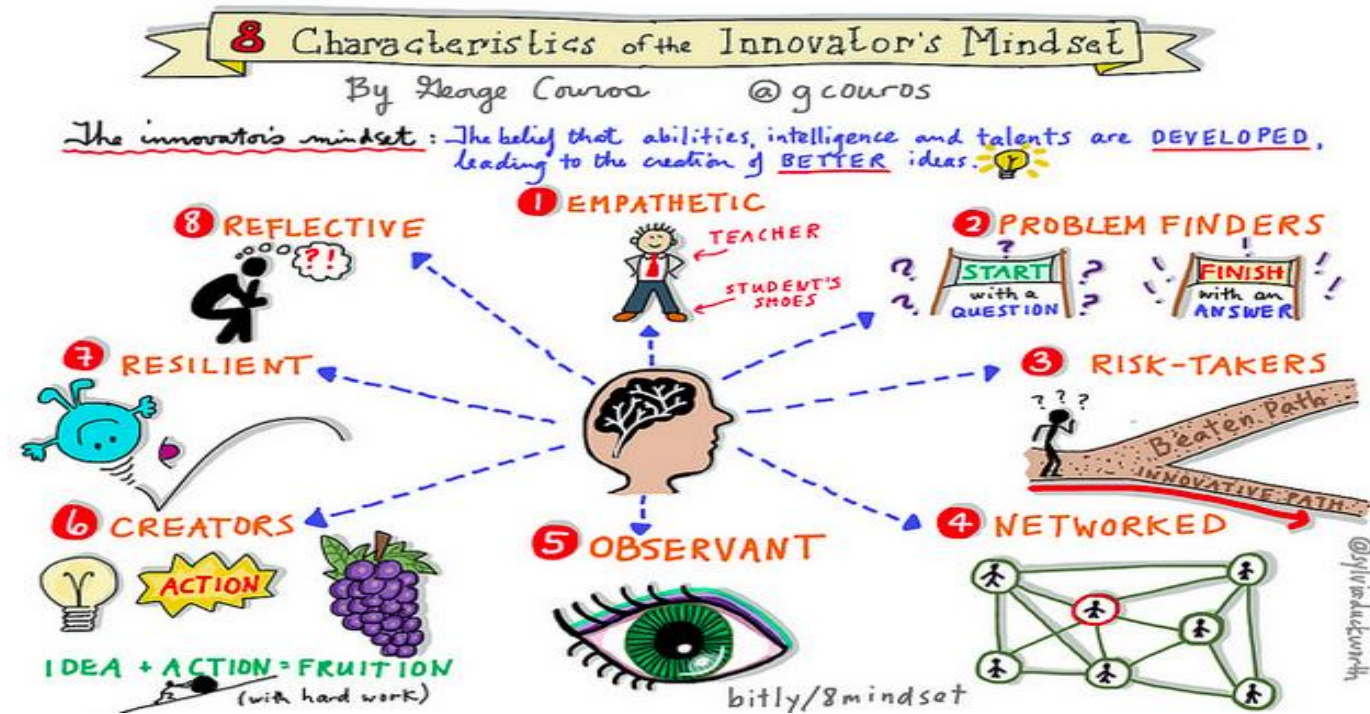 8 Characteristics of the Innovator's Mindset
By George Couros @gcouros
The innovator's mindset: The belief that abilities, intelligence and talents are DEVELOPED,
leading to the creation of BETTER ideas.
1 EMPATHETIC
TEACHER
STUDENT'S
SHOES
2 PROBLEM FINDERS
? ? ? ? ?
START
with a
QUESTION
! ! ! ! ! ! !
FINISH
with an
ANSWER
3 RISK-TAKERS
? ? ?
Beaten Path
INNOVATIVE PATH
4 NETWORKED
5 OBSERVANT
6 CREATORS
ACTION
IDEA + ACTION = FRUITION
(with hard work)
7 RESILIENT
8 REFLECTIVE
?!
bitly/8mindset
@sylviaduckworth